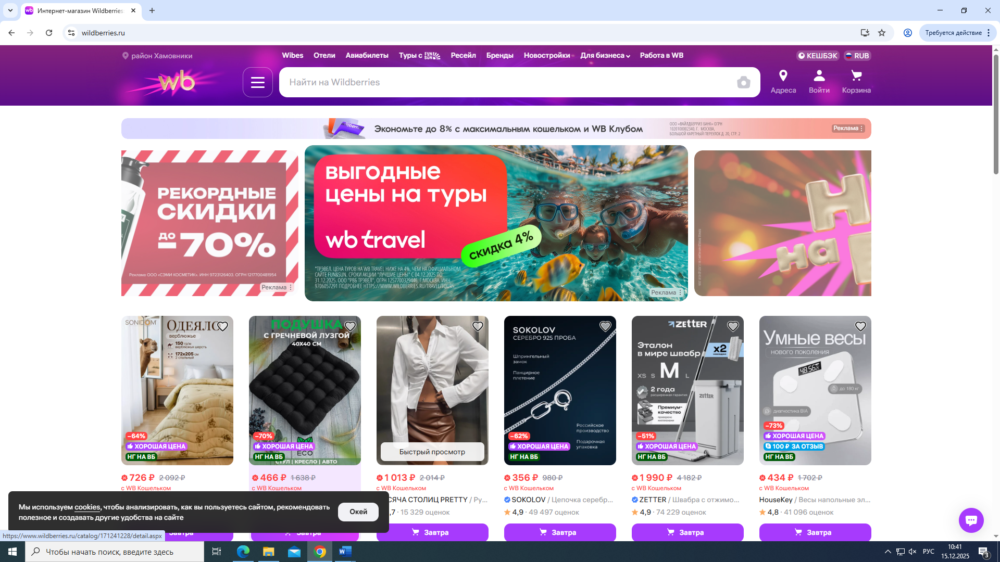 Интернет-магазин Wildberries
wildberries.ru
Требуется действие
район Хамовники
Wibes
Отели
Авиабилеты
Туры с FUN&SUN
Ресейл
Бренды
Новостройки
Для бизнеса
Работа в WB
КЕШБЭК
RUB
wb
Найти на Wildberries
Адреса
Войти
Корзина
Экономьте до 8% с максимальным кошельком и WB Клубом
ООО «ВАЙЛДБЕРРИЗ БАНК» ОГРН
1020100002340, Г. МОСКВА,
БОЛЬШОЙ КАРЕТНЫЙ ПЕРЕУЛОК Д. 20, СТР. 2
Реклама
РЕКОРДНЫЕ
СКИДКИ
ДО
-70%
Реклама ООО «СЭМИ КОСМЕТИК». ИНН 9723126403. ОГРН 1217700481954
Реклама
выгодные
цены на туры
wb travel
скидка 4%
*ТРЭВЕЛ. ЦЕНА ТУРОВ НА WB TRAVEL НИЖЕ НА 4%, ЧЕМ НА ОФИЦИАЛЬНОМ
САЙТЕ FUN&SUN. СРОКИ АКЦИИ "ЛУЧШИЕ ЦЕНЫ" С 04.12.2025 ПО
31.12.2025. ООО "РВБ ТРЭВЕЛ", ОГРН 1257700329446, Г.МОСКВА. ИНН
9706057291 ПОДРОБНЕЕ HTTPS://WWW.WILDBERRIES.RU/TRAVEL/TOURS
Реклама
Н
на
SONIDOM
ОДЕЯЛО
верблюжье
150 гр/м
верблюжья шерсть
172x205 см
2 спальный
-64%
ХОРОШАЯ ЦЕНА
НГ НА ВБ
ПОДУШКА
С ГРЕЧНЕВОЙ ЛУЗГОЙ
40Х40 СМ
-70%
ХОРОШАЯ ЦЕНА
НГ НА ВБ
ECO
СТУЛ | КРЕСЛО | АВТО
Быстрый просмотр
SOKOLOV
СЕРЕБРО 925 ПРОБА
Шпрингельный
замок
Панцирное
плетение
Российское
производство
Подарочная
упаковка
-62%
ХОРОШАЯ ЦЕНА
НГ НА ВБ
ZETTER
Эталон
в мире швабр
x2
насадки
XS S M L
2 года
расширенная гарантия
Премиум-
качество
проверено
миллионами
ZETTER
-51%
ХОРОШАЯ ЦЕНА
НГ НА ВБ
Умные весы
НОВОГО ПОКОЛЕНИЯ
48.56
до 180 кг
диагностика BIA
-73%
ХОРОШАЯ ЦЕНА
100 ₽ ЗА ОТЗЫВ
НГ НА ВБ
726 ₽ 2 092 ₽
с WB Кошельком
466 ₽ 1 638 ₽
с WB Кошельком
1 013 ₽ 2 014 ₽
с WB Кошельком
СЯЧА СТОЛИЦ PRETTY / Ру...
,7 · 15 329 оценок
Завтра
356 ₽ 980 ₽
с WB Кошельком
SOKOLOV / Цепочка серебр...
4,9 · 49 497 оценок
Завтра
1 990 ₽ 4 182 ₽
с WB Кошельком
ZETTER / Швабра с отжимо...
4,9 · 74 229 оценок
Завтра
434 ₽ 1 702 ₽
с WB Кошельком
HouseKey / Весы напольные эл...
4,8 · 41 096 оценок
Завтра
Мы используем cookies, чтобы анализировать, как вы пользуетесь сайтом, рекомендовать
полезное и создавать другие удобства на сайте
Окей
Завтра
Завтра
https://www.wildberries.ru/catalog/171241228/detail.aspx
Чтобы начать поиск, введите здесь
РУС
10:41
15.12.2025
3